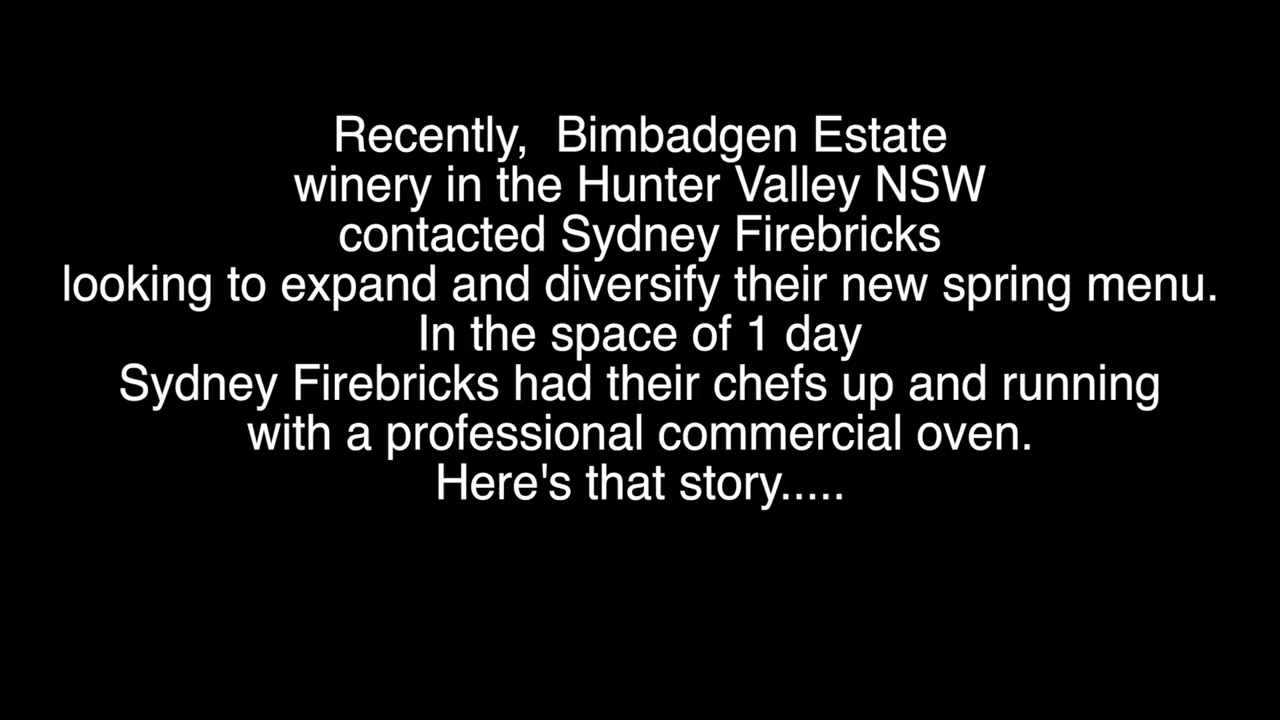 Recently,  Bimbadgen Estate
winery in the Hunter Valley NSW
contacted Sydney Firebricks
looking to expand and diversify their new spring menu.
In the space of 1 day
Sydney Firebricks had their chefs up and running
with a professional commercial oven.
Here's that story.....